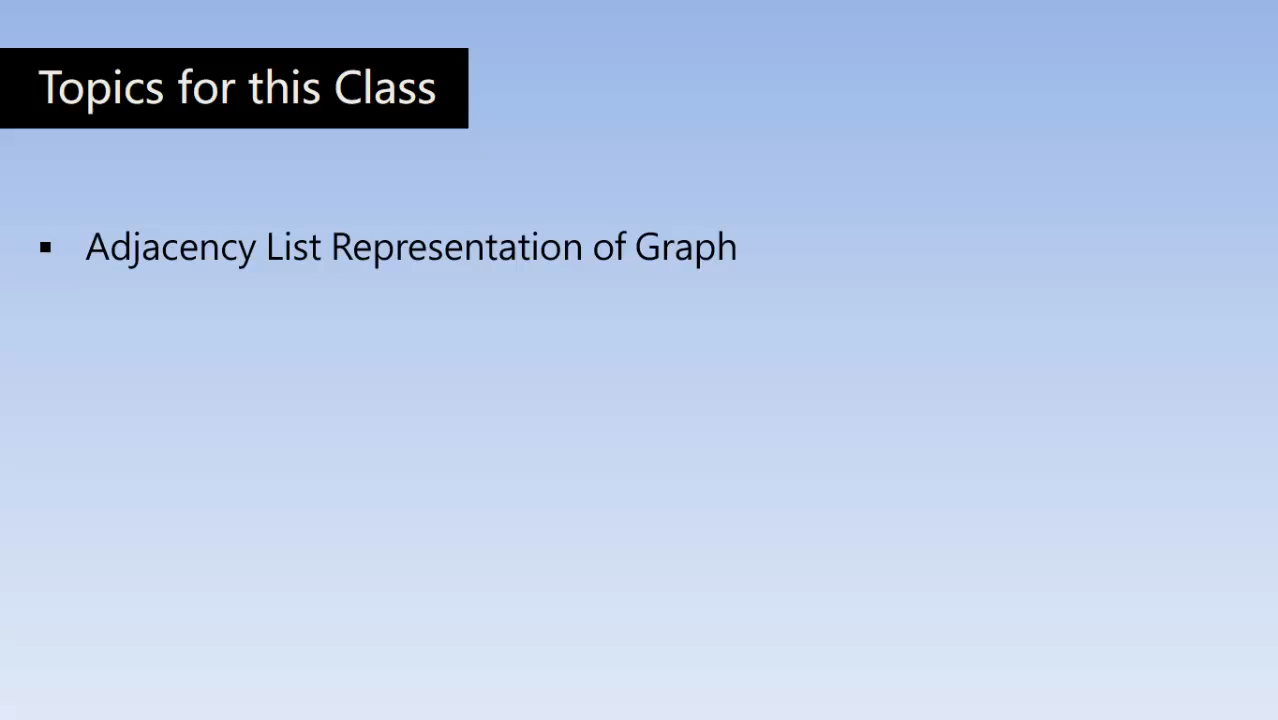 Topics for this Class
▪ Adjacency List Representation of Graph